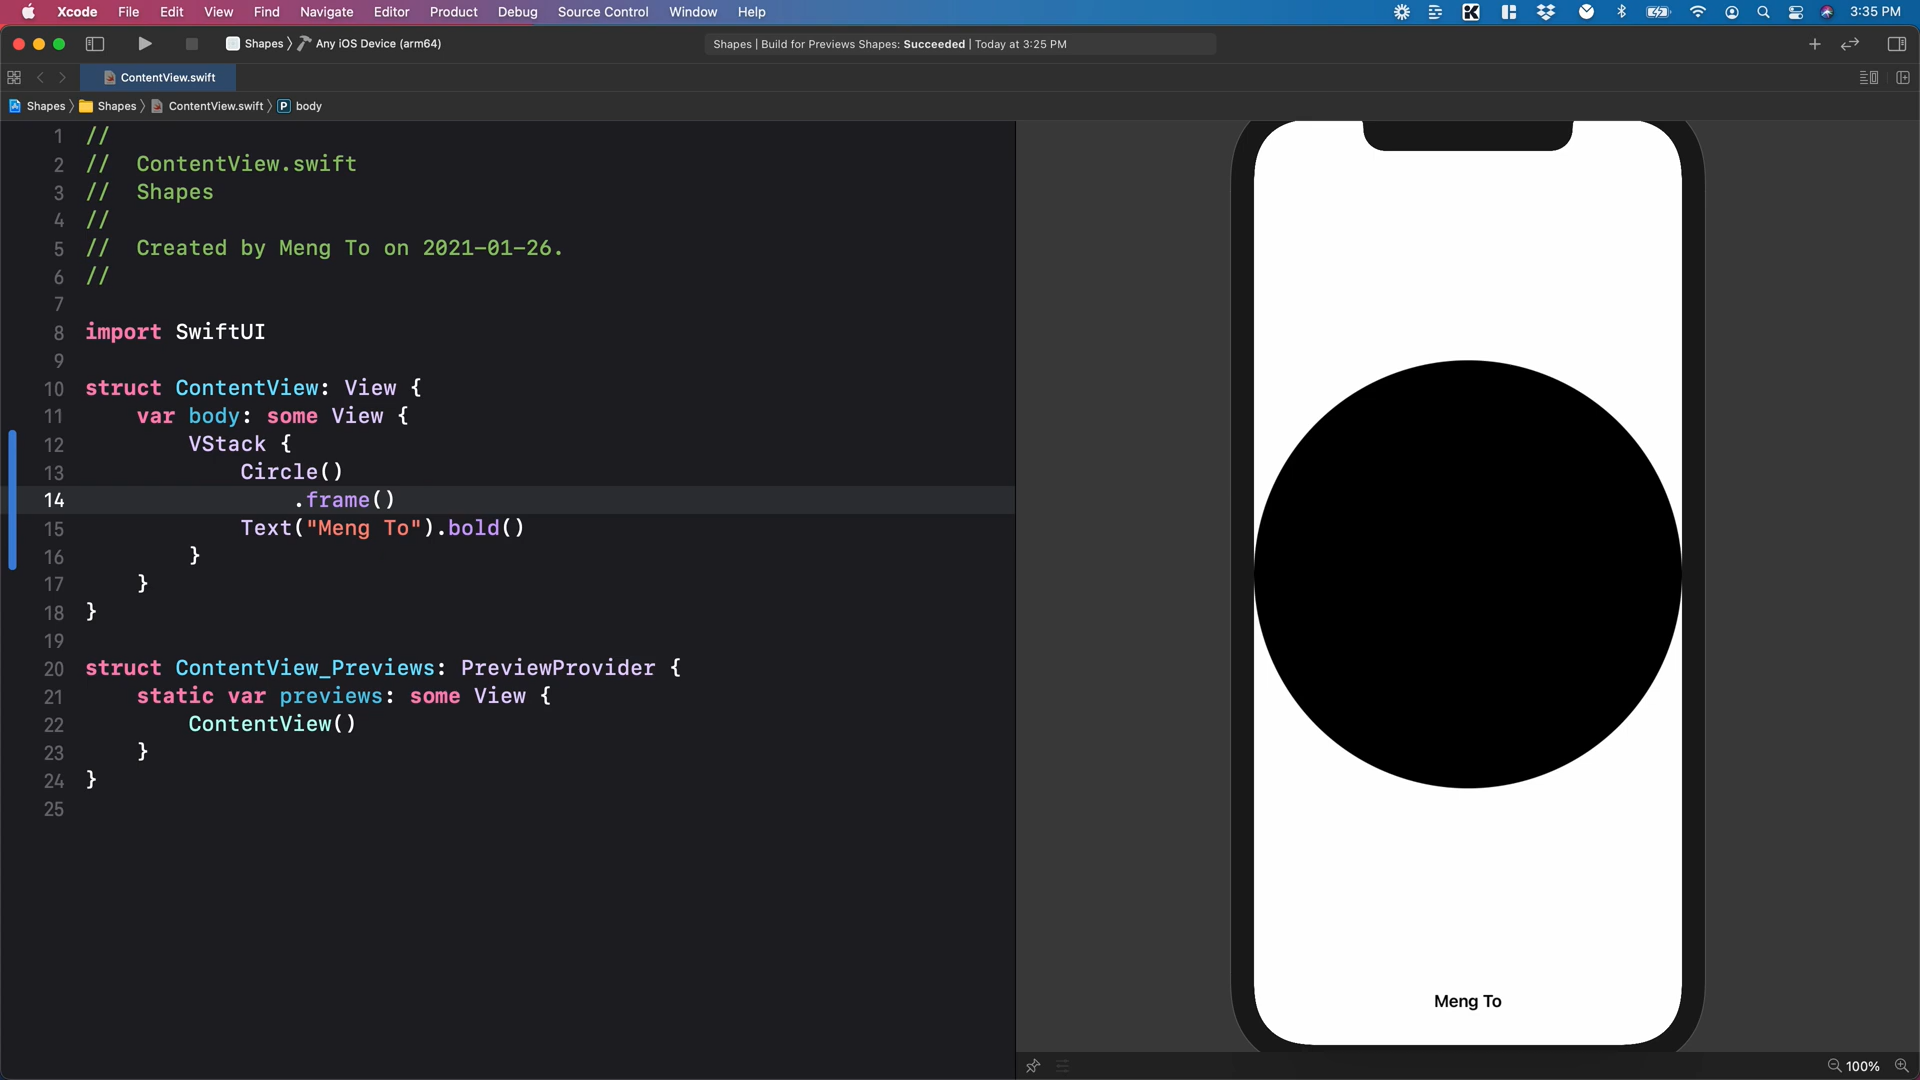 Xcode File Edit View Find Navigate Editor Product Debug Source Control Window Help 3:35 PM
Shapes 〉 Any iOS Device (arm64) Shapes | Build for Previews Shapes: Succeeded | Today at 3:25 PM
ContentView.swift
Shapes 〉 Shapes 〉 ContentView.swift 〉 P body
1 //
2 //  ContentView.swift
3 //  Shapes
4 //
5 //  Created by Meng To on 2021-01-26.
6 //
7
8 import SwiftUI
9
10 struct ContentView: View {
11     var body: some View {
12         VStack {
13             Circle()
14                 .frame()
15             Text("Meng To").bold()
16         }
17     }
18 }
19
20 struct ContentView_Previews: PreviewProvider {
21     static var previews: some View {
22         ContentView()
23     }
24 }
25
Meng To
100%